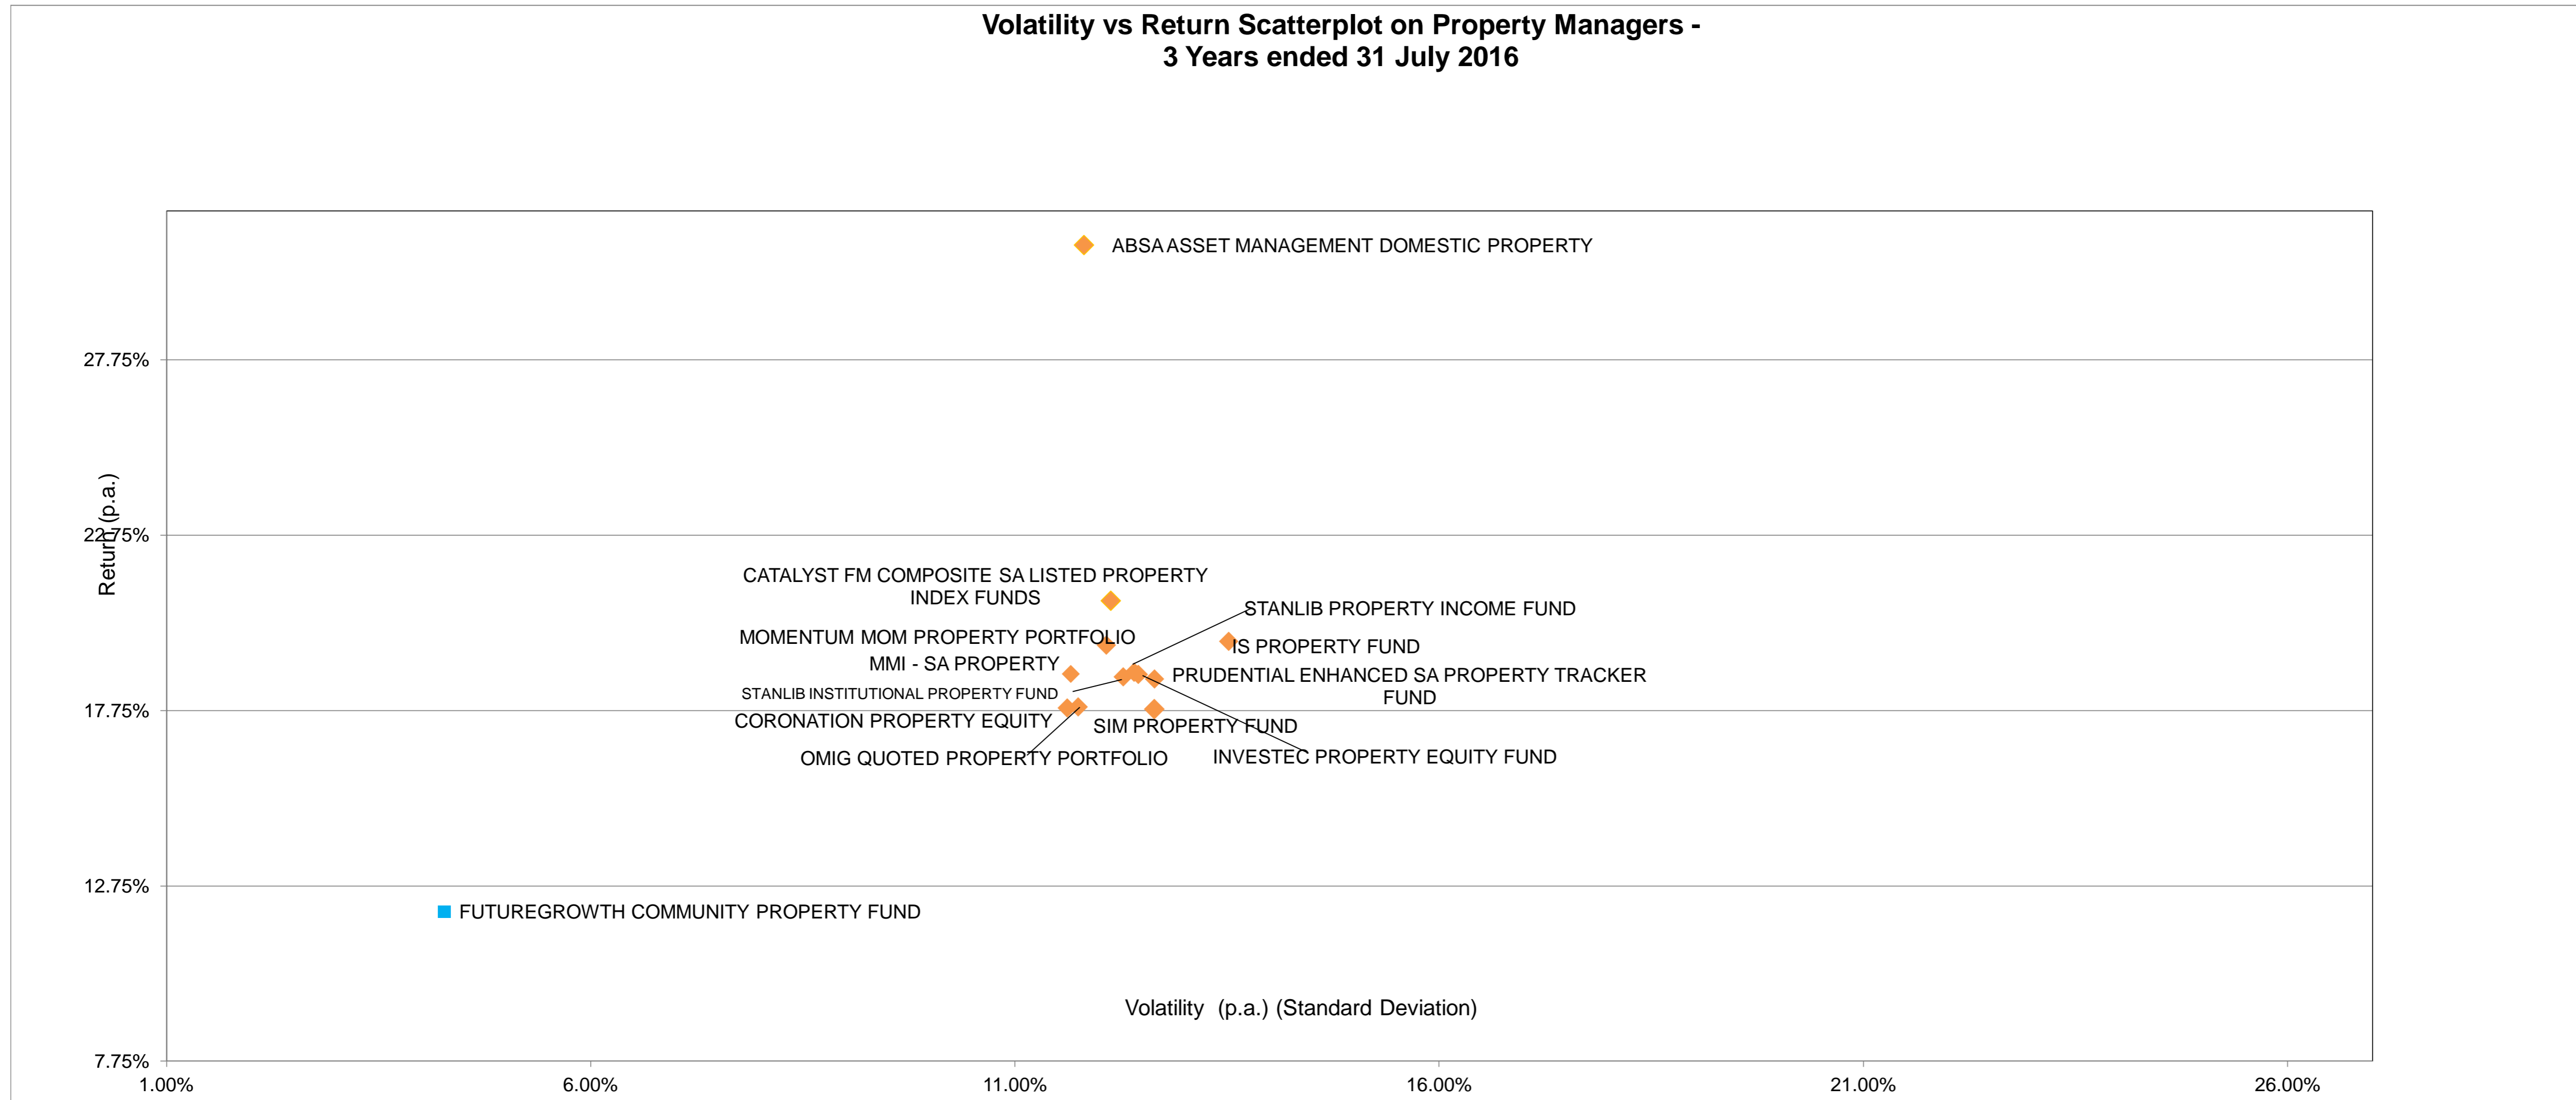 Volatility vs Return Scatterplot on Property Managers -
3 Years ended 31 July 2016
ABSA ASSET MANAGEMENT DOMESTIC PROPERTY
27.75%
Return (p.a.)
22.75%
CATALYST FM COMPOSITE SA LISTED PROPERTY
INDEX FUNDS
STANLIB PROPERTY INCOME FUND
MOMENTUM MOM PROPERTY PORTFOLIO
IS PROPERTY FUND
MMI - SA PROPERTY
PRUDENTIAL ENHANCED SA PROPERTY TRACKER
FUND
STANLIB INSTITUTIONAL PROPERTY FUND
17.75%
CORONATION PROPERTY EQUITY
SIM PROPERTY FUND
OMIG QUOTED PROPERTY PORTFOLIO
INVESTEC PROPERTY EQUITY FUND
12.75%
FUTUREGROWTH COMMUNITY PROPERTY FUND
Volatility (p.a.) (Standard Deviation)
7.75%
1.00%
6.00%
11.00%
16.00%
21.00%
26.00%